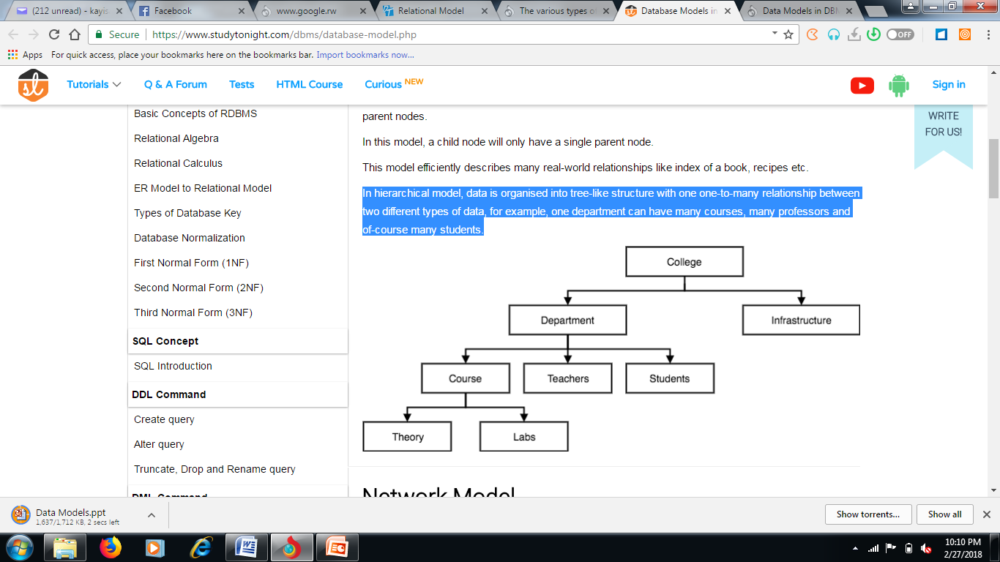 (212 unread) - kayis
Facebook
www.google.rw
Relational Model
The various types of
Database Models in
Data Models in DBM
Secure
https://www.studytonight.com/dbms/database-model.php
OFF
Apps
For quick access, place your bookmarks here on the bookmarks bar. Import bookmarks now...
sl
Tutorials
Q & A Forum
Tests
HTML Course
Curious NEW
Sign in
Basic Concepts of RDBMS
Relational Algebra
Relational Calculus
ER Model to Relational Model
Types of Database Key
Database Normalization
First Normal Form (1NF)
Second Normal Form (2NF)
Third Normal Form (3NF)
SQL Concept
SQL Introduction
DDL Command
Create query
Alter query
Truncate, Drop and Rename query
DML Command
parent nodes.
In this model, a child node will only have a single parent node.
This model efficiently describes many real-world relationships like index of a book, recipes etc.
In hierarchical model, data is organised into tree-like structure with one one-to-many relationship between
two different types of data, for example, one department can have many courses, many professors and
of-course many students.
College
Department
Infrastructure
Course
Teachers
Students
Theory
Labs
Network Model
WRITE
FOR US!
Data Models.ppt
1,637/1,712 KB, 2 secs left
Show torrents...
Show all
10:10 PM
2/27/2018